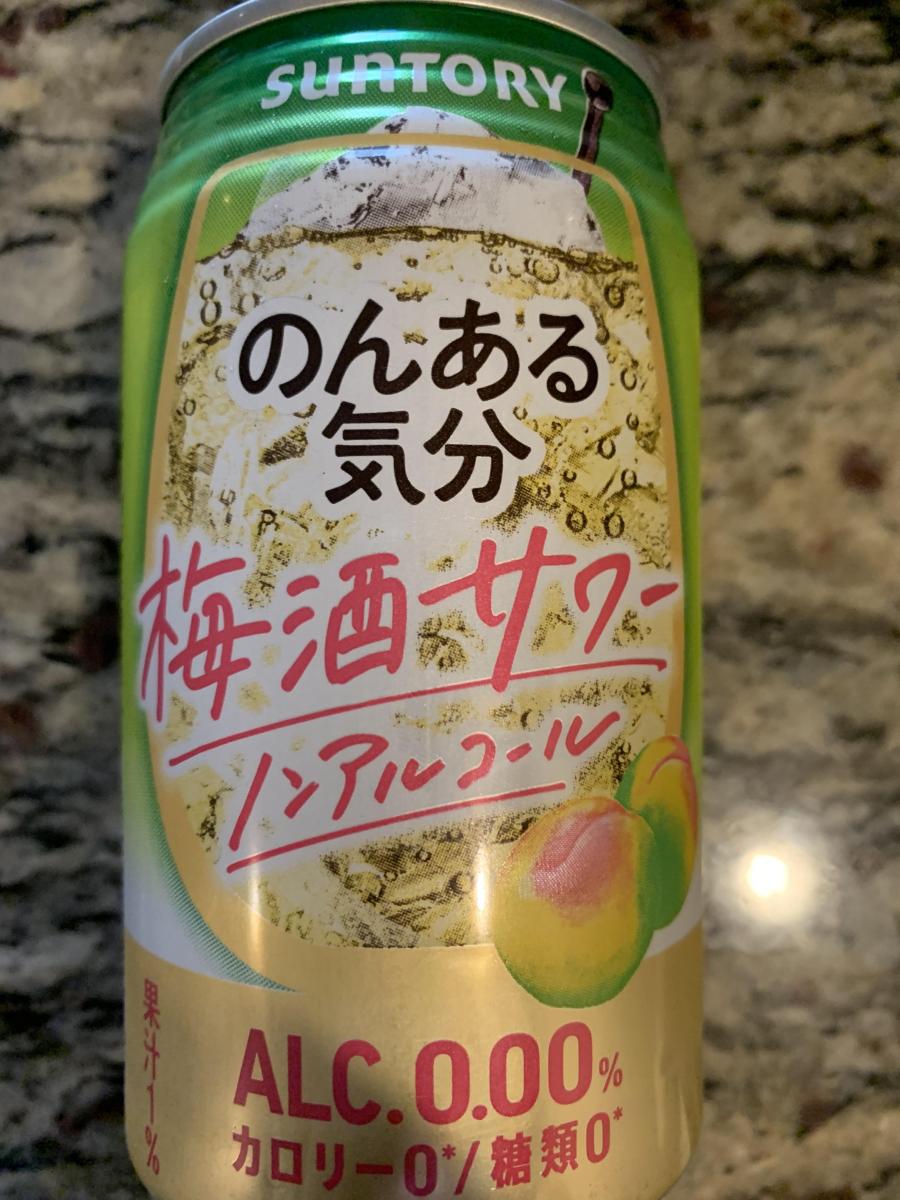 SUNTORY
のんある
気分
梅酒サワー
ノンアルコール
果汁1%
ALC.0.00%
カロリー0*/糖類0*